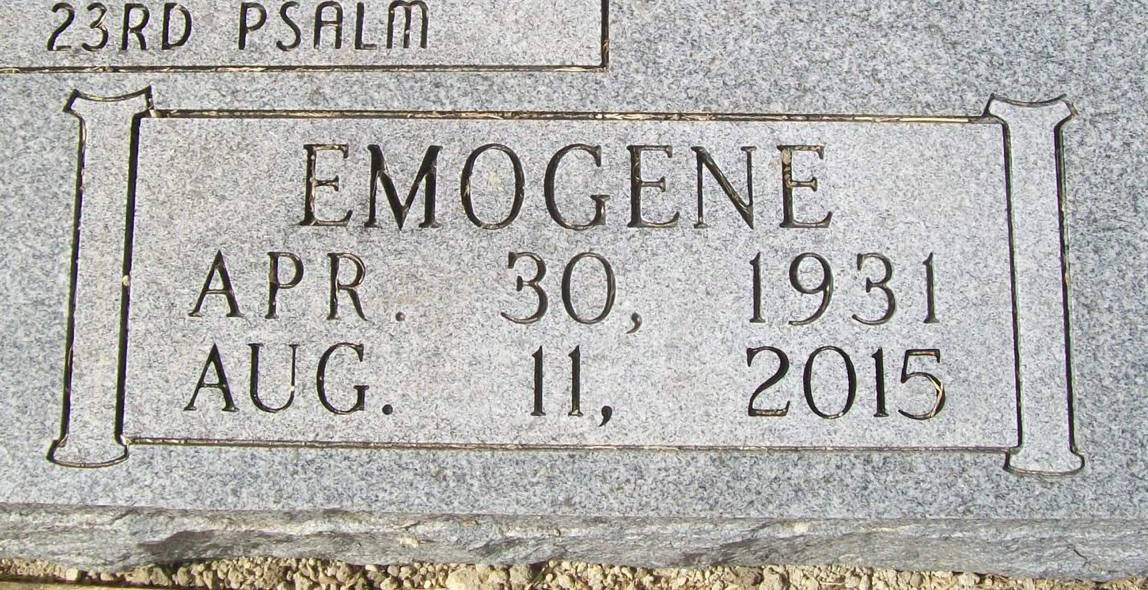 23RD PSALM
EMOGENE
APR. 30, 1931
AUG. 11, 2015